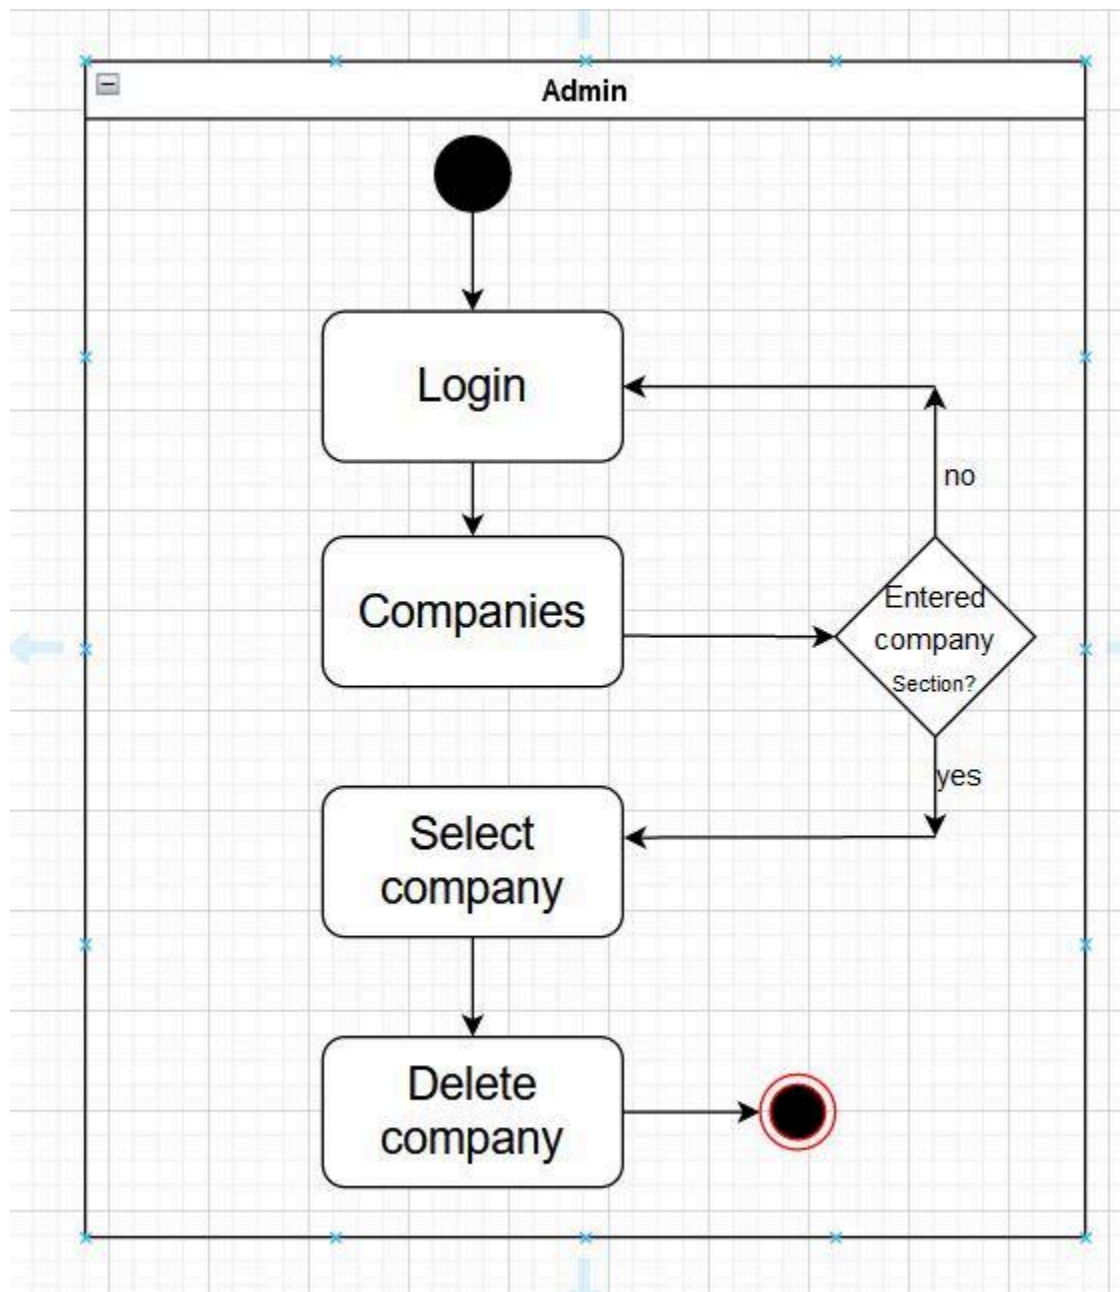 Admin
Login
no
Companies
Entered
company
Section?
yes
Select
company
Delete
company